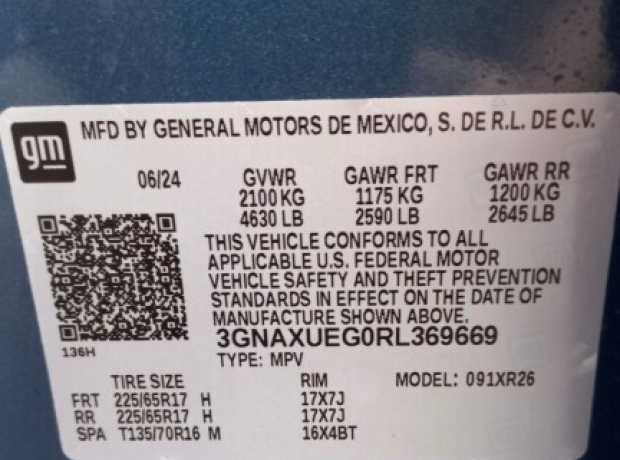 gm MFD BY GENERAL MOTORS DE MEXICO, S. DE R.L. DE C.V.
06/24 GVWR GAWR FRT GAWR RR
2100 KG 1175 KG 1200 KG
4630 LB 2590 LB 2645 LB
THIS VEHICLE CONFORMS TO ALL
APPLICABLE U.S. FEDERAL MOTOR
VEHICLE SAFETY AND THEFT PREVENTION
STANDARDS IN EFFECT ON THE DATE OF
MANUFACTURE SHOWN ABOVE.
3GNAXUEG0RL369669
136H
TYPE: MPV
TIRE SIZE RIM MODEL: 091XR26
FRT 225/65R17 H 17X7J
RR 225/65R17 H 17X7J
SPA T135/70R16 M 16X4BT